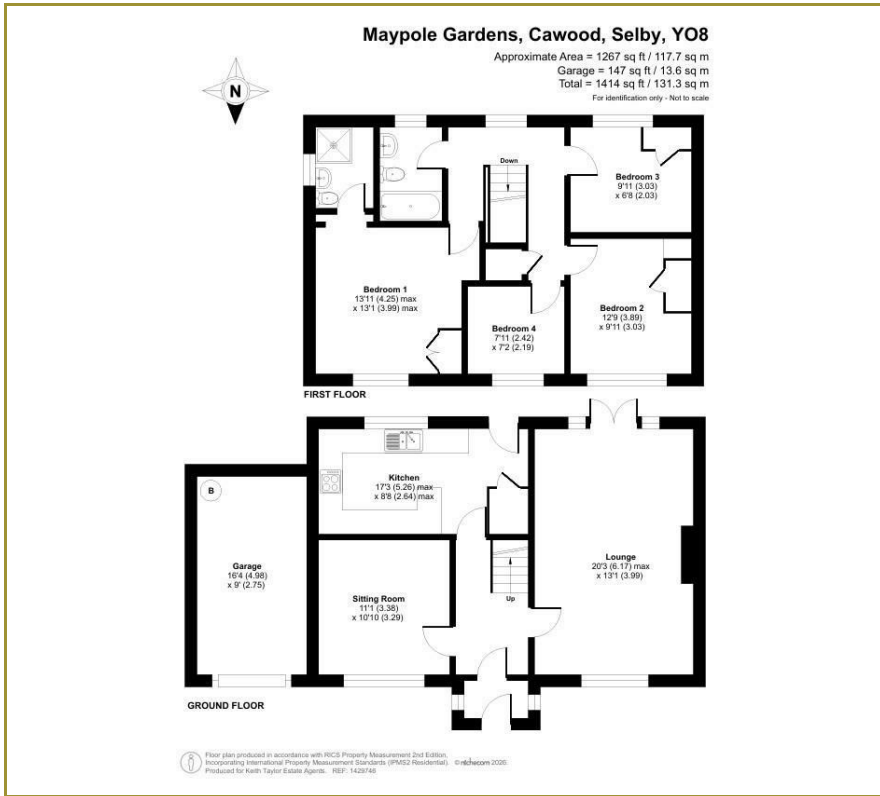 Maypole Gardens, Cawood, Selby, YO8
Approximate Area = 1267 sq ft / 117.7 sq m
Garage = 147 sq ft / 13.6 sq m
Total = 1414 sq ft / 131.3 sq m
For identification only - Not to scale
N
Down
Bedroom 3
9'11 (3.03)
x 6'8 (2.03)
Bedroom 1
13'11 (4.25) max
x 13'1 (3.99) max
Bedroom 2
12'9 (3.89)
x 9'11 (3.03)
Bedroom 4
7'11 (2.42)
x 7'2 (2.19)
FIRST FLOOR
Kitchen
17'3 (5.26) max
x 8'8 (2.64) max
B
Garage
16'4 (4.98)
x 9' (2.75)
Lounge
20'3 (6.17) max
x 13'1 (3.99)
Sitting Room
11'1 (3.38)
x 10'10 (3.29)
Up
GROUND FLOOR
Floor plan produced in accordance with RICS Property Measurement 2nd Edition,
Incorporating International Property Measurement Standards (IPMS2 Residential). © nichecom 2026.
Produced for Keith Taylor Estate Agents. REF: 1429746